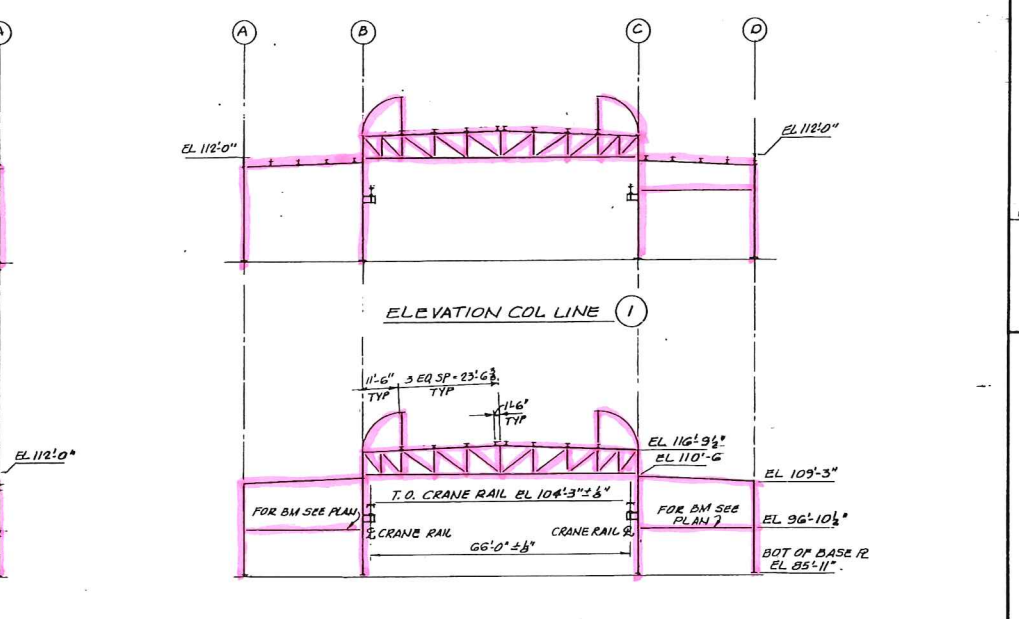 A B C D
EL 112'-0" EL 112'-0"
ELEVATION COL LINE 1
11'-6" 3 EQ SP = 23'-6 3/8
TYP TYP
1'-6"
TYP
EL 116'-9 1/2"
EL 112'-0" EL 110'-6
EL 109'-3"
T.O. CRANE RAIL EL 104'-3" ± 1/8"
FOR BM SEE PLAN FOR BM SEE
PLAN
EL 96'-10 1/2"
℄ CRANE RAIL CRANE RAIL ℄
66'-0" ± 1/8"
BOT OF BASE PL
EL 85'-11"